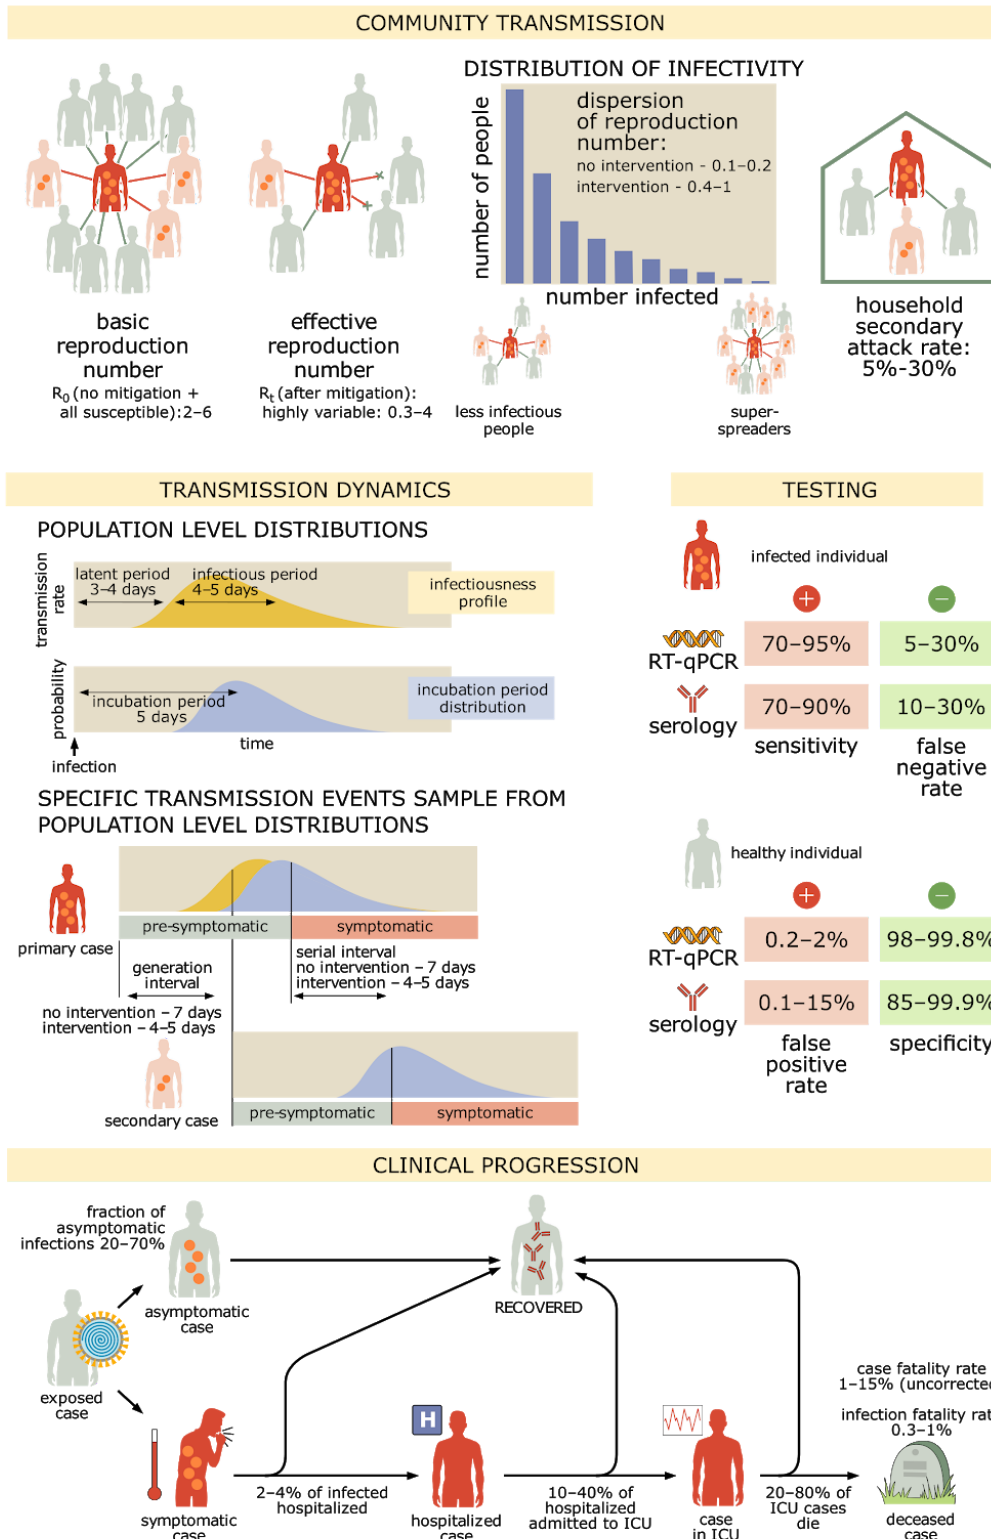 COMMUNITY TRANSMISSION
DISTRIBUTION OF INFECTIVITY
number of people
dispersion
of reproduction
number:
no intervention - 0.1–0.2
intervention - 0.4–1
number infected
less infectious
people
super-
spreaders
basic
reproduction
number
R0 (no mitigation +
all susceptible):2–6
effective
reproduction
number
Rt (after mitigation):
highly variable: 0.3–4
household
secondary
attack rate:
5%-30%
TRANSMISSION DYNAMICS
POPULATION LEVEL DISTRIBUTIONS
transmission
rate
latent period
3–4 days
infectious period
4–5 days
infectiousness
profile
probability
incubation period
5 days
incubation period
distribution
time
infection
SPECIFIC TRANSMISSION EVENTS SAMPLE FROM
POPULATION LEVEL DISTRIBUTIONS
primary case
pre-symptomatic
symptomatic
generation
interval
no intervention – 7 days
intervention – 4–5 days
serial interval
no intervention – 7 days
intervention – 4–5 days
secondary case
pre-symptomatic
symptomatic
TESTING
infected individual
+
−
RT-qPCR
70–95%
5–30%
serology
70–90%
10–30%
sensitivity
false
negative
rate
healthy individual
+
−
RT-qPCR
0.2–2%
98–99.8%
serology
0.1–15%
85–99.9%
false
positive
rate
specificity
CLINICAL PROGRESSION
fraction of
asymptomatic
infections 20–70%
asymptomatic
case
RECOVERED
exposed
case
symptomatic
case
2–4% of infected
hospitalized
H
hospitalized
case
10–40% of
hospitalized
admitted to ICU
case
in ICU
20–80% of
ICU cases
die
case fatality rate
1–15% (uncorrected
infection fatality rat
0.3–1%
deceased
case